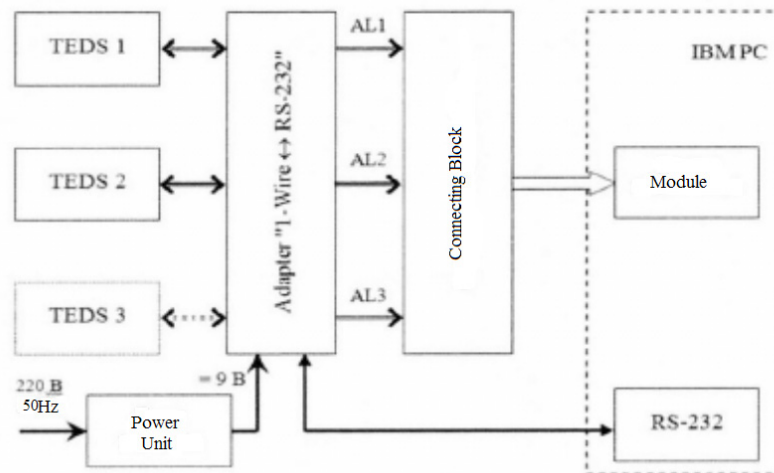 TEDS 1
TEDS 2
TEDS 3
Adapter "1-Wire ↔ RS-232"
AL1
AL2
AL3
Connecting Block
IBM PC
Module
RS-232
220 В
50Hz
Power
Unit
= 9 В